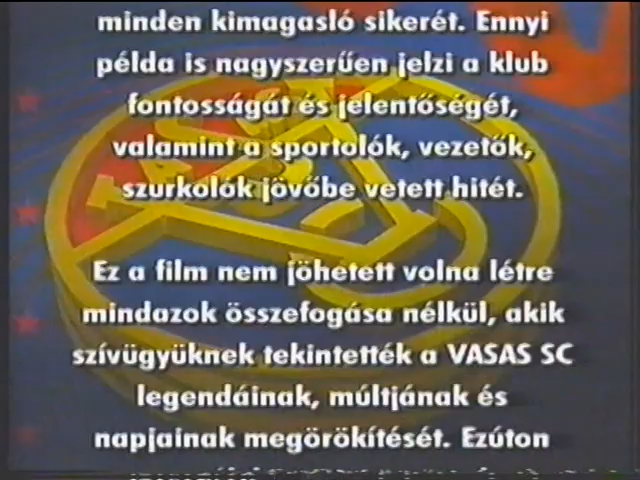 minden kimagasló sikerét. Ennyi
példa is nagyszerűen jelzi a klub
fontosságát és jelentőségét,
valamint a sportolók, vezetők,
szurkolók jövőbe vetett hitét.
Ez a film nem jöhetett volna létre
mindazok összefogása nélkül, akik
szívügyüknek tekintették a VASAS SC
legendáinak, múltjának és
napjainak megörökítését. Ezúton